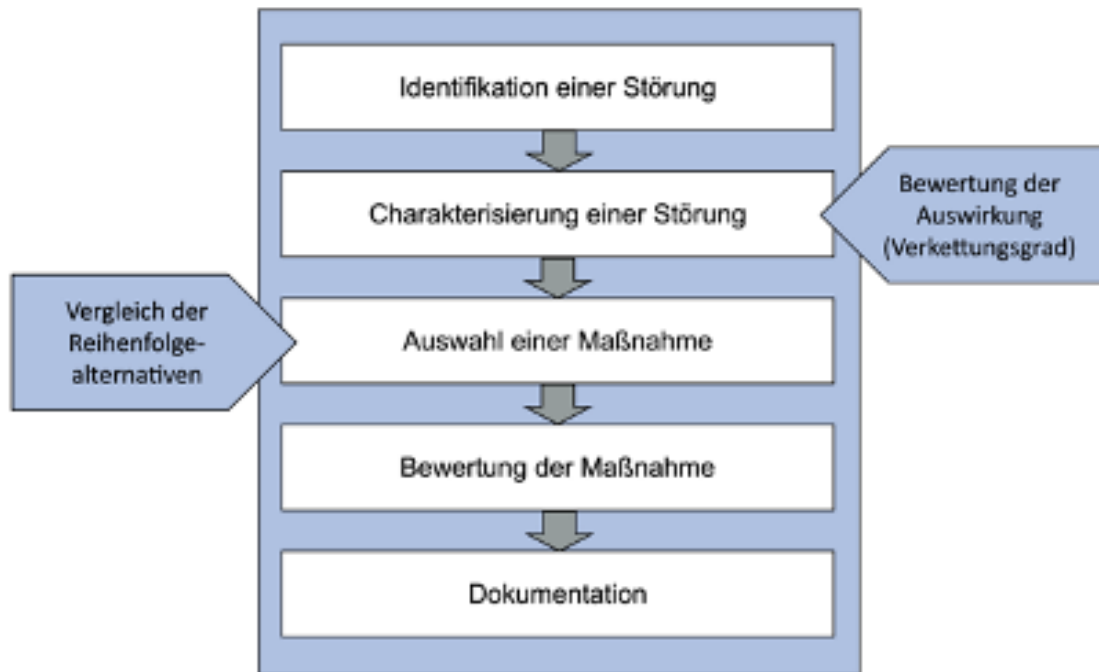 Identifikation einer Störung
Charakterisierung einer Störung
Bewertung der
Auswirkung
(Verkettungsgrad)
Vergleich der
Reihenfolge-
alternativen
Auswahl einer Maßnahme
Bewertung der Maßnahme
Dokumentation